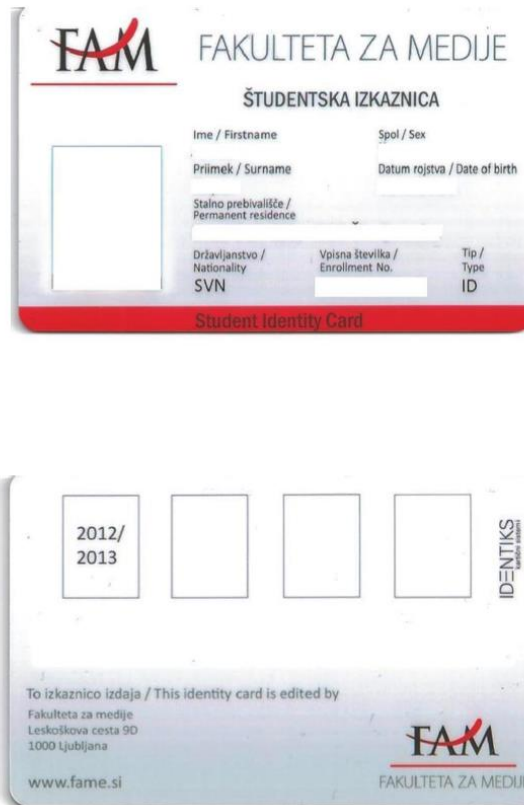 FAM FAKULTETA ZA MEDIJE
ŠTUDENTSKA IZKAZNICA
Ime / Firstname Spol / Sex
Priimek / Surname Datum rojstva / Date of birth
Stalno prebivališče /
Permanent residence
Državljanstvo / Vpisna številka / Tip /
Nationality Enrollment No. Type
SVN ID
Student Identity Card
2012/
2013
IDENTIKS
To izkaznico izdaja / This identity card is edited by
Fakulteta za medije
Leskoškova cesta 9D
1000 Ljubljana
FAM
www.fame.si FAKULTETA ZA MEDIJE